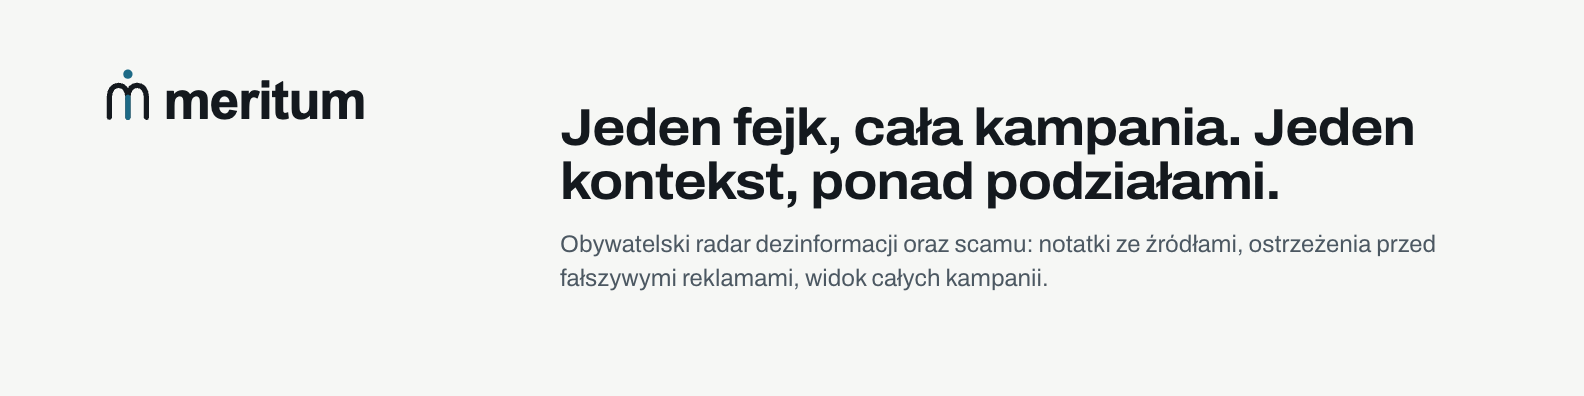 meritum
Jeden fejk, cała kampania. Jeden
kontekst, ponad podziałami.
Obywatelski radar dezinformacji oraz scamu: notatki ze źródłami, ostrzeżenia przed
fałszywymi reklamami, widok całych kampanii.